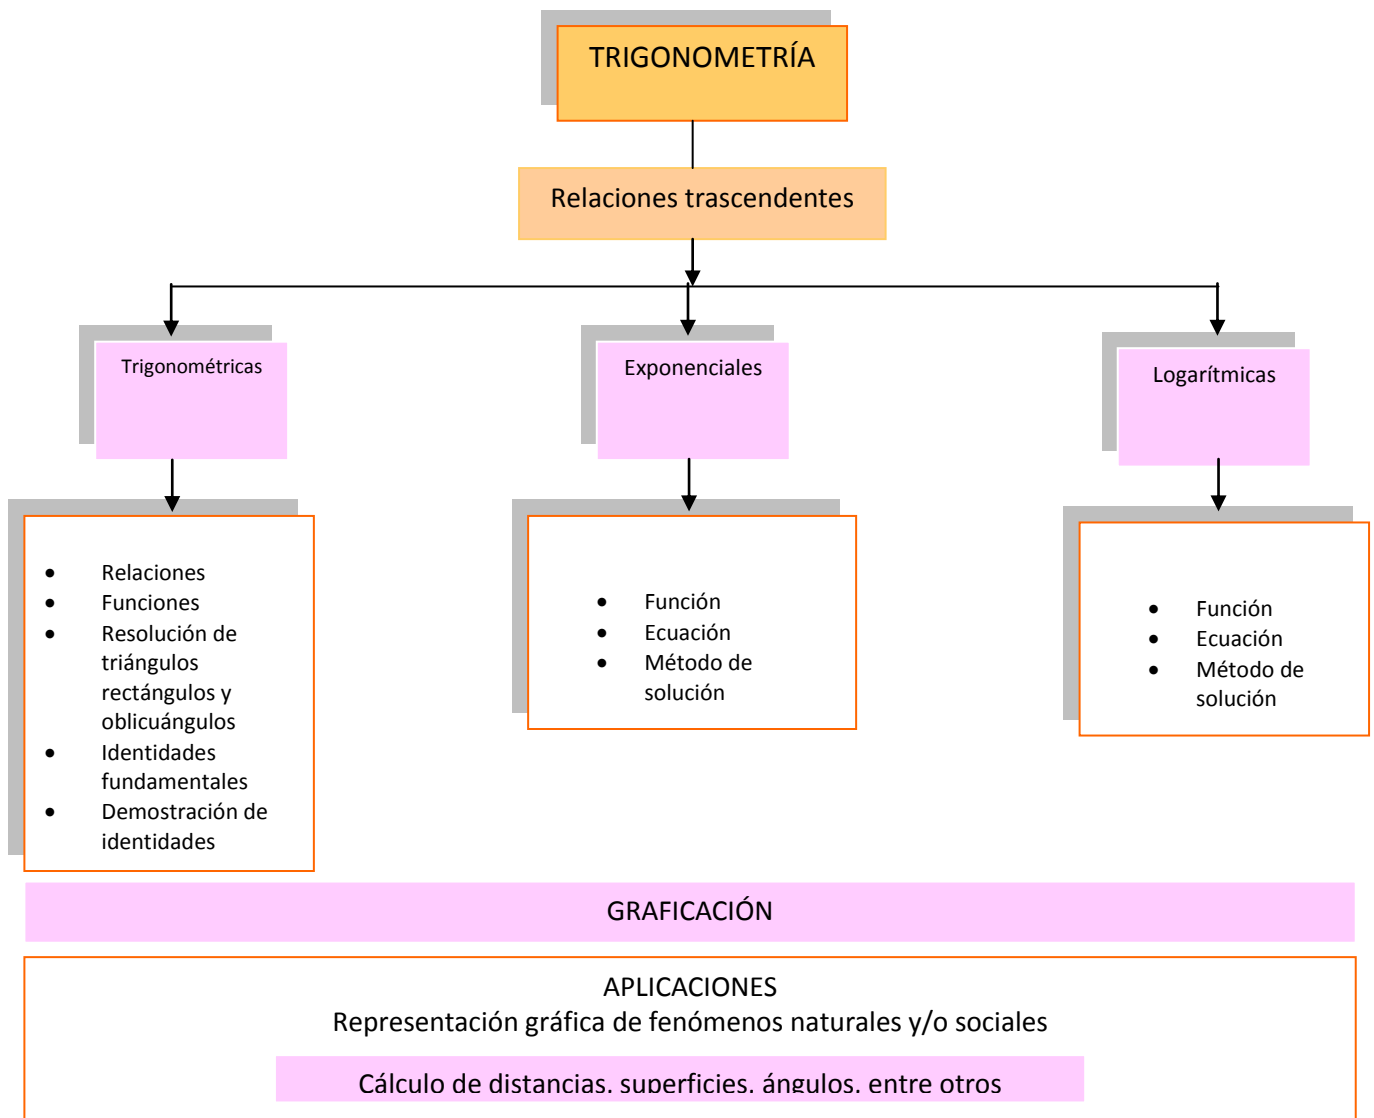 TRIGONOMETRÍA
Relaciones trascendentes
Trigonométricas
Exponenciales
Logarítmicas
• Relaciones
• Funciones
• Resolución de
triángulos
rectángulos y
oblicuángulos
• Identidades
fundamentales
• Demostración de
identidades
• Función
• Ecuación
• Método de
solución
• Función
• Ecuación
• Método de
solución
GRAFICACIÓN
APLICACIONES
Representación gráfica de fenómenos naturales y/o sociales
Cálculo de distancias, superficies, ángulos, entre otros